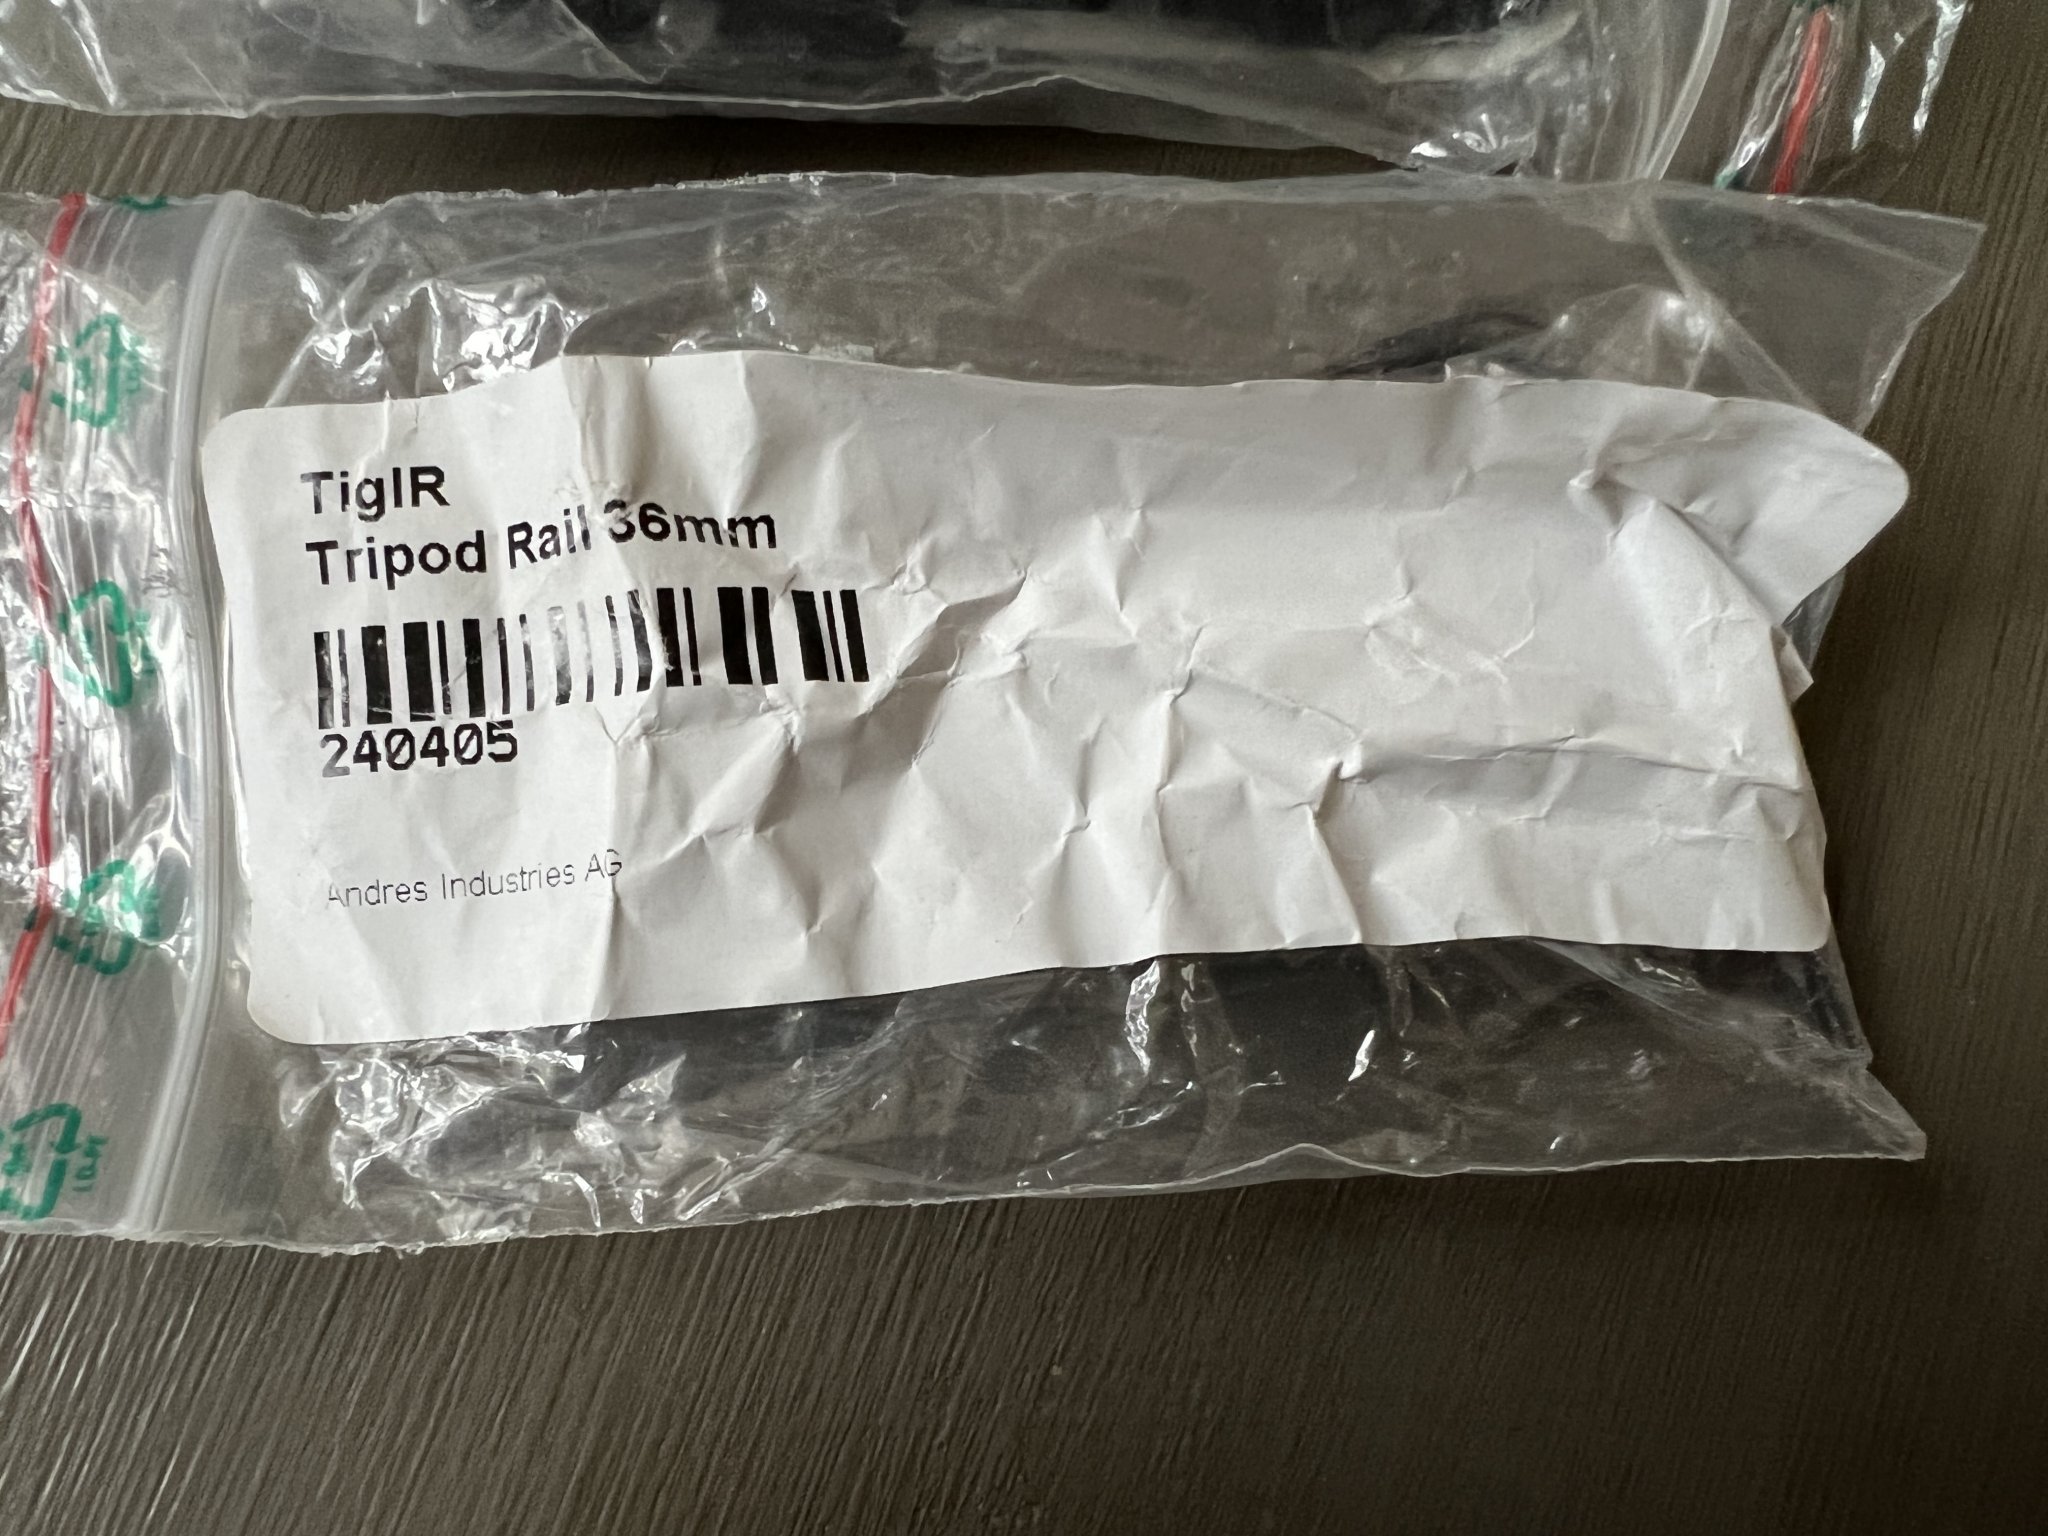 TigIR
Tripod Rail 36mm
240405
Andres Industries AG